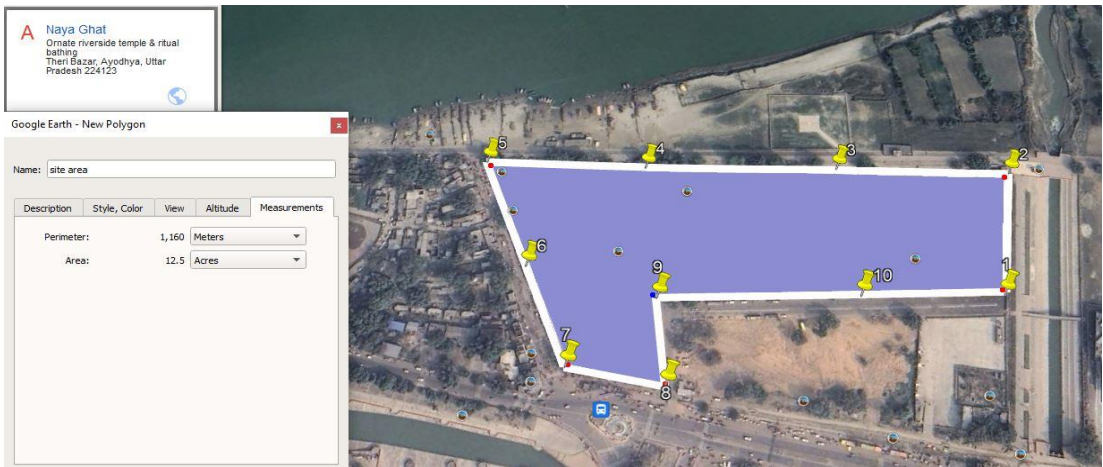 A
Naya Ghat
Ornate riverside temple & ritual
bathing
Theri Bazar, Ayodhya, Uttar
Pradesh 224123
Google Earth - New Polygon
x
Name: site area
Description Style, Color View Altitude Measurements
Perimeter: 1,160 Meters
Area: 12.5 Acres
5
4
3
2
6
9
10
1
7
8